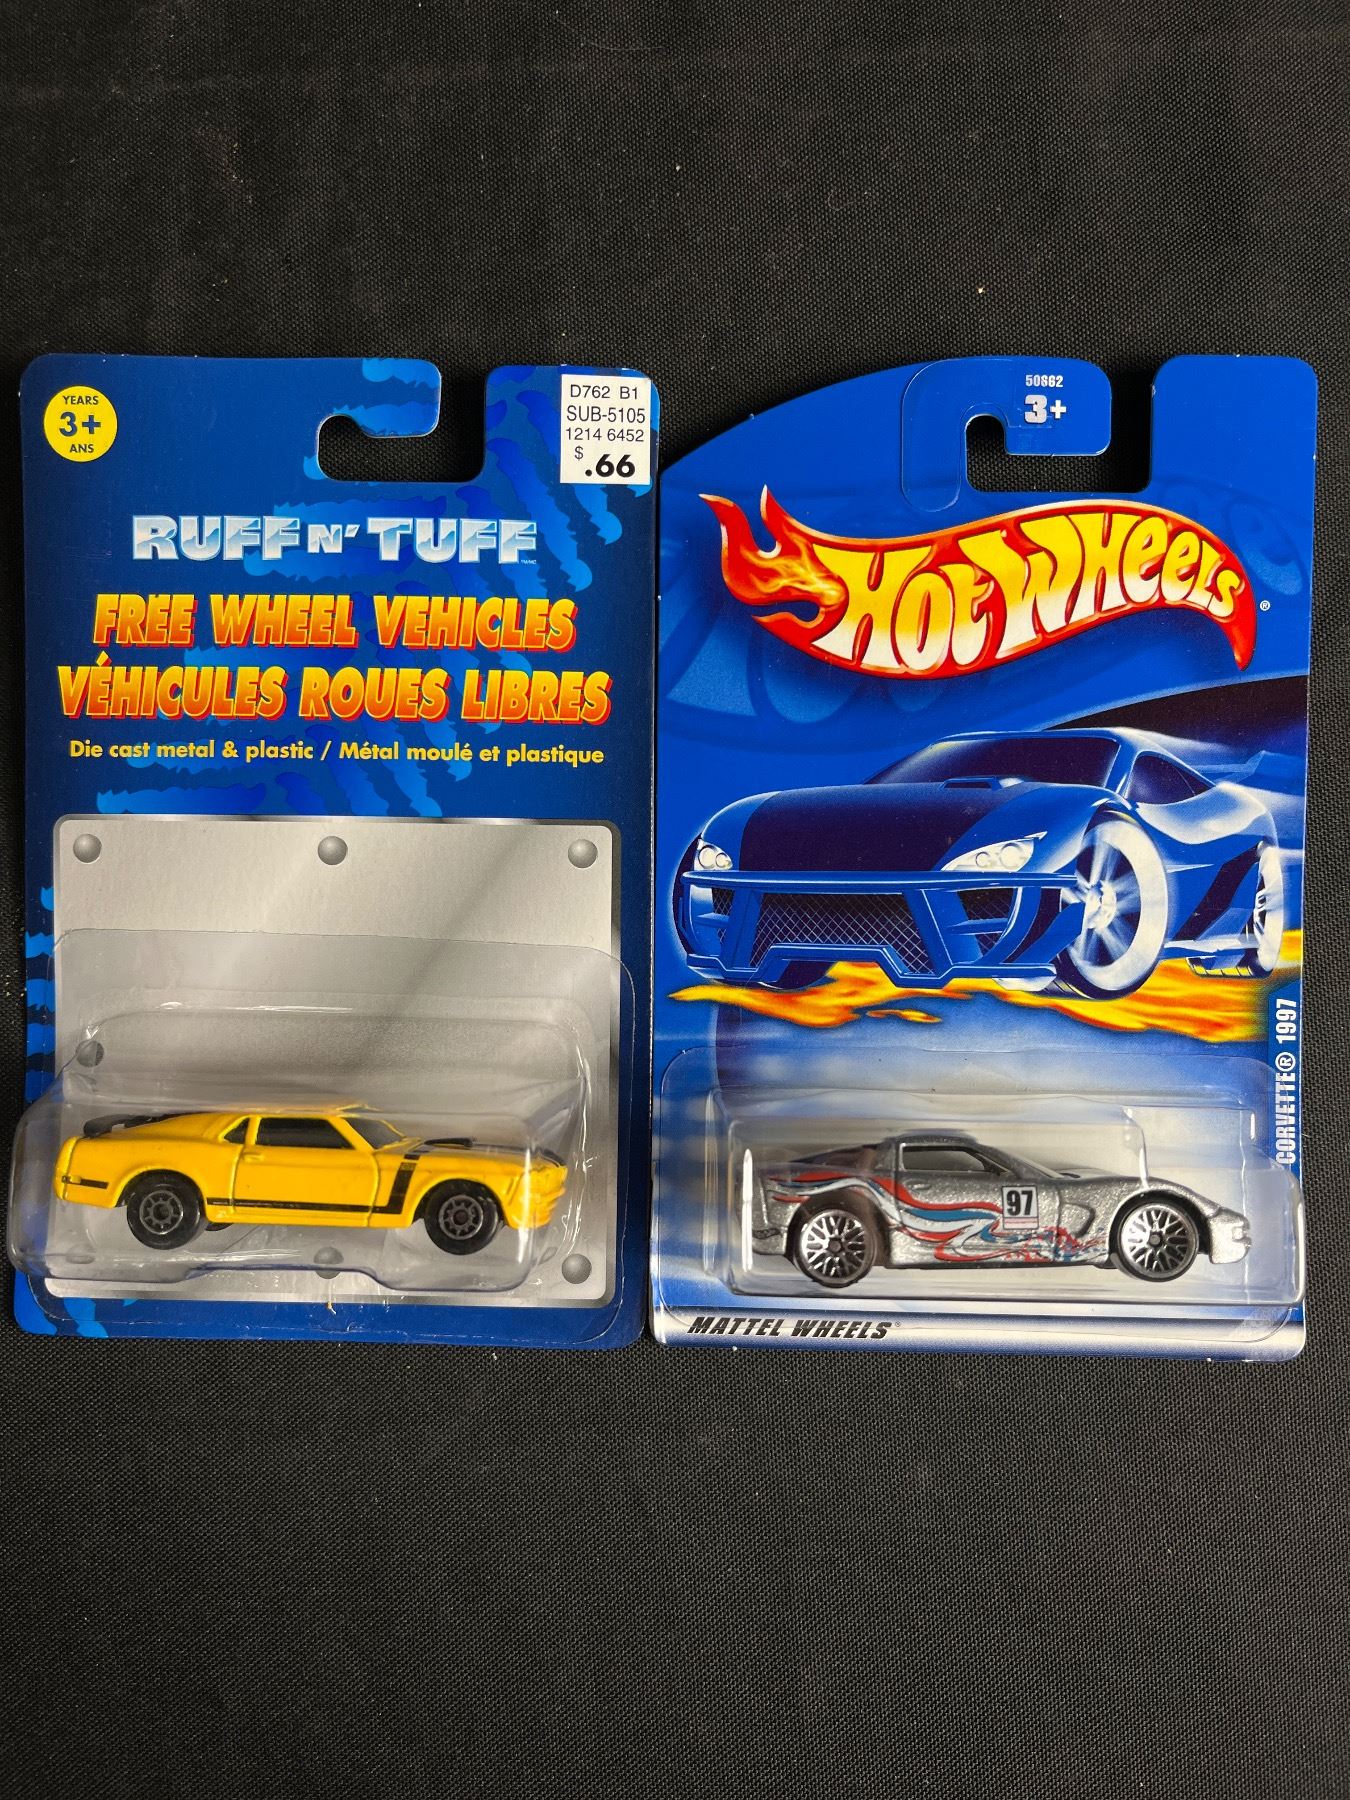 YEARS
3+
ANS
D762 B1
SUB-5105
1214 6452
$.66
RUFF N' TUFF
FREE WHEEL VEHICLES
VÉHICULES ROUES LIBRES
Die cast metal & plastic / Métal moulé et plastique
50S62
3+
HOT WHEELS®
CORVETTE® 1997
97
MATTEL WHEELS